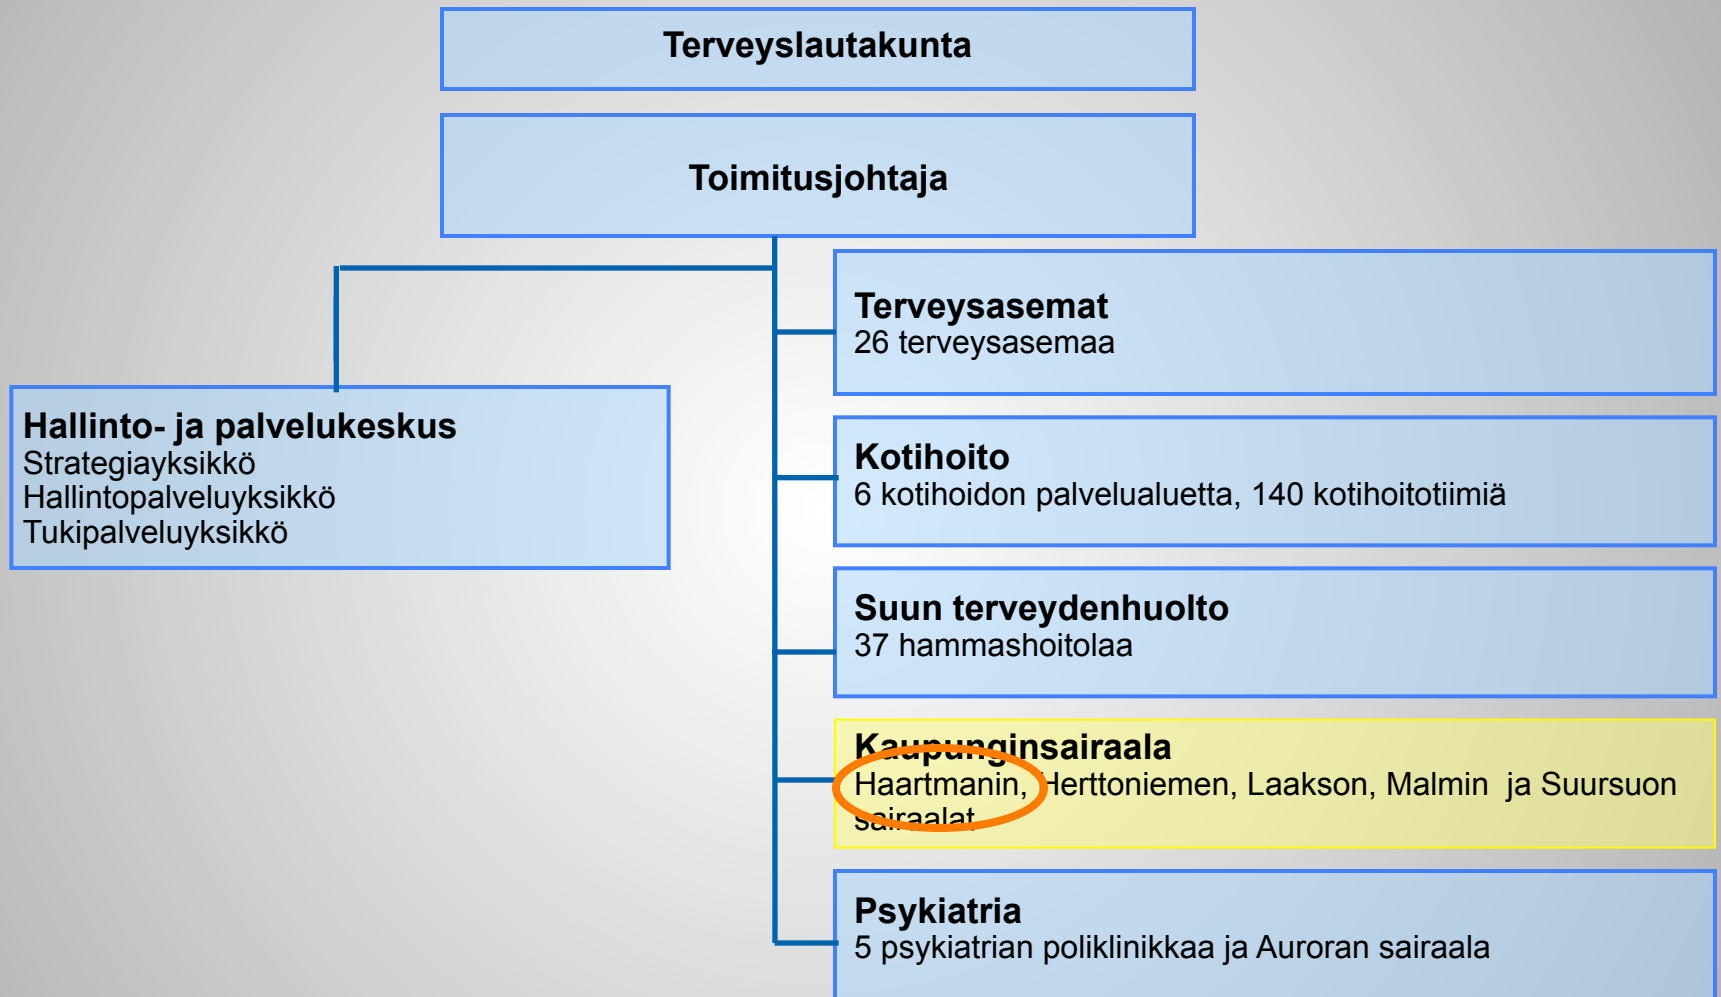 Terveyslautakunta
Toimitusjohtaja
Terveysasemat
26 terveysasemaa
Hallinto- ja palvelukeskus
Strategiayksikkö
Hallintopalveluyksikkö
Tukipalveluyksikkö
Kotihoito
6 kotihoidon palvelualuetta, 140 kotihoitotiimiä
Suun terveydenhuolto
37 hammashoitolaa
Kaupunginsairaala
Haartmanin, Herttoniemen, Laakson, Malmin ja Suursuon
sairaalat
Psykiatria
5 psykiatrian poliklinikkaa ja Auroran sairaala